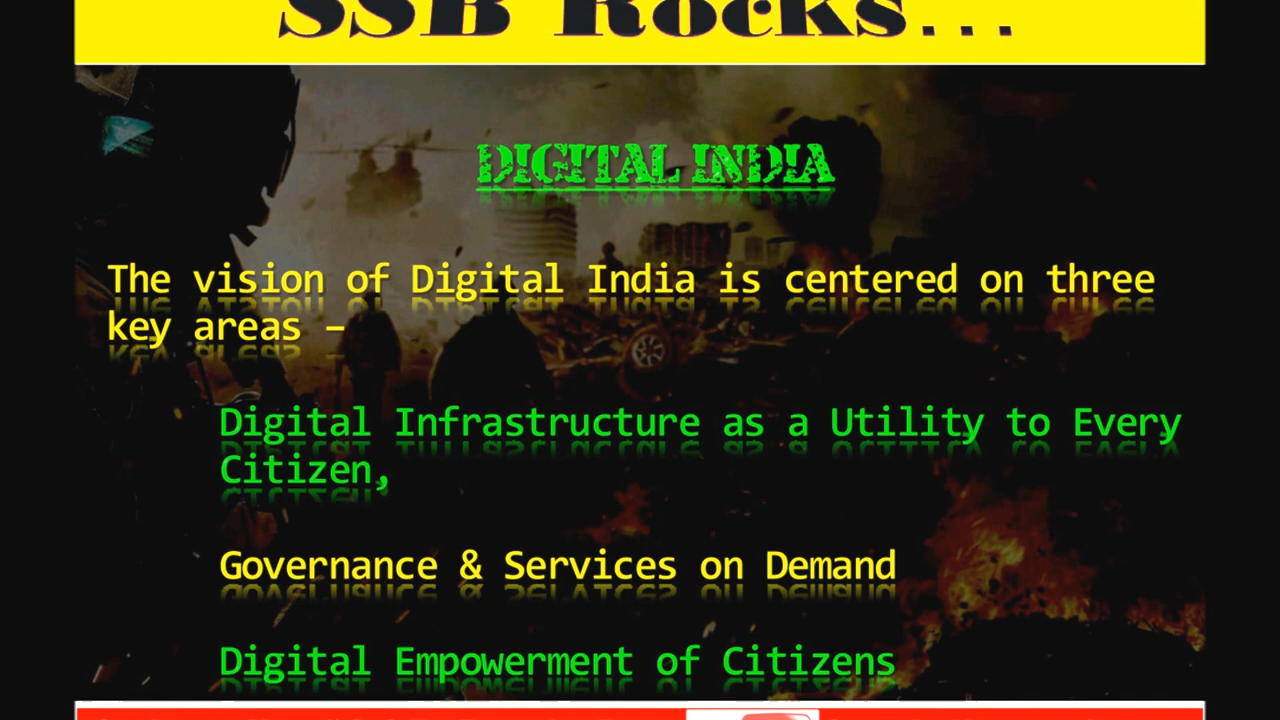 SSB Rocks...
DIGITAL INDIA
The vision of Digital India is centered on three
key areas –
Digital Infrastructure as a Utility to Every
Citizen,
Governance & Services on Demand
Digital Empowerment of Citizens